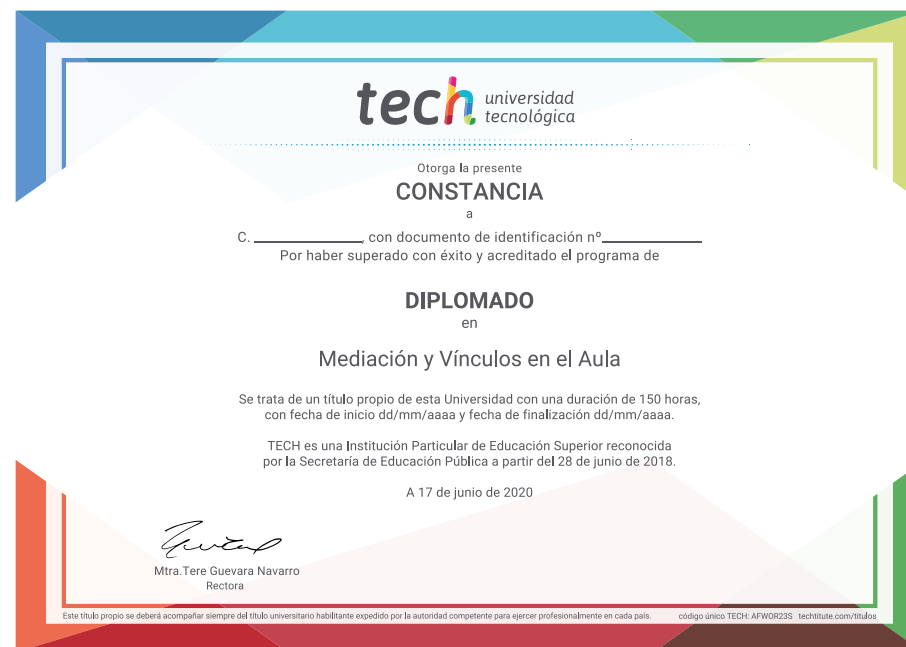 tech universidad
tecnológica
Otorga la presente
CONSTANCIA
a
C. ____________, con documento de identificación nº____________
Por haber superado con éxito y acreditado el programa de
DIPLOMADO
en
Mediación y Vínculos en el Aula
Se trata de un título propio de esta Universidad con una duración de 150 horas,
con fecha de inicio dd/mm/aaaa y fecha de finalización dd/mm/aaaa.
TECH es una Institución Particular de Educación Superior reconocida
por la Secretaría de Educación Pública a partir del 28 de junio de 2018.
A 17 de junio de 2020
Mtra.Tere Guevara Navarro
Rectora
Este título propio se deberá acompañar siempre del título universitario habilitante expedido por la autoridad competente para ejercer profesionalmente en cada país. código único TECH: AFWOR23S techtitute.com/titulos